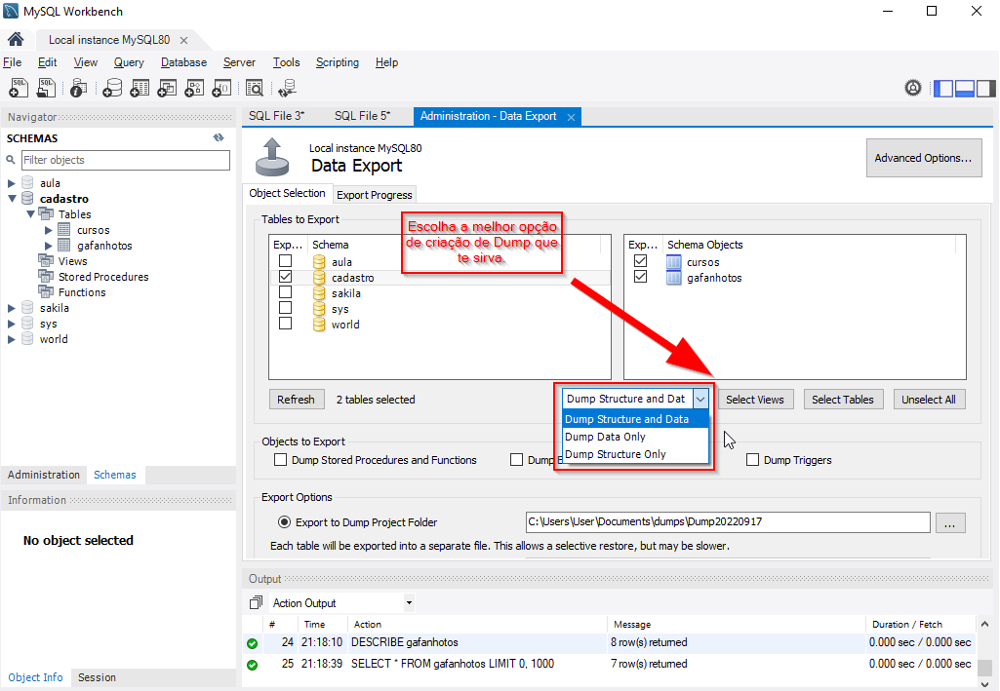 MySQL Workbench
Local instance MySQL80
File Edit View Query Database Server Tools Scripting Help
Navigator
SCHEMAS
Filter objects
aula
cadastro
Tables
cursos
gafanhotos
Views
Stored Procedures
Functions
sakila
sys
world
Administration Schemas
Information
No object selected
Object Info Session
SQL File 3* SQL File 5* Administration - Data Export
Local instance MySQL80
Data Export
Advanced Options...
Object Selection Export Progress
Tables to Export
Escolha a melhor opção
de criação de Dump que
te sirva.
Exp... Schema
aula
cadastro
sakila
sys
world
Exp... Schema Objects
cursos
gafanhotos
Refresh 2 tables selected
Dump Structure and Dat
Select Views Select Tables Unselect All
Dump Structure and Data
Dump Data Only
Dump Structure Only
Objects to Export
Dump Stored Procedures and Functions Dump Dump Triggers
Export Options
Export to Dump Project Folder C:\Users\User\Documents\dumps\Dump20220917 ...
Each table will be exported into a separate file. This allows a selective restore, but may be slower.
Output
Action Output
# Time Action Message Duration / Fetch
24 21:18:10 DESCRIBE gafanhotos 8 row(s) returned 0.000 sec / 0.000 sec
25 21:18:39 SELECT * FROM gafanhotos LIMIT 0, 1000 7 row(s) returned 0.000 sec / 0.000 sec